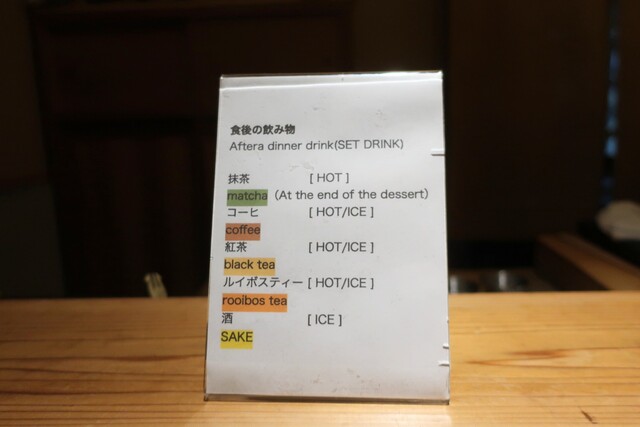 食後の飲み物
Aftera dinner drink(SET DRINK)
抹茶 [ HOT ]
matcha (At the end of the dessert)
コーヒ [ HOT/ICE ]
coffee
紅茶 [ HOT/ICE ]
black tea
ルイボスティー [ HOT/ICE ]
rooibos tea
酒 [ ICE ]
SAKE